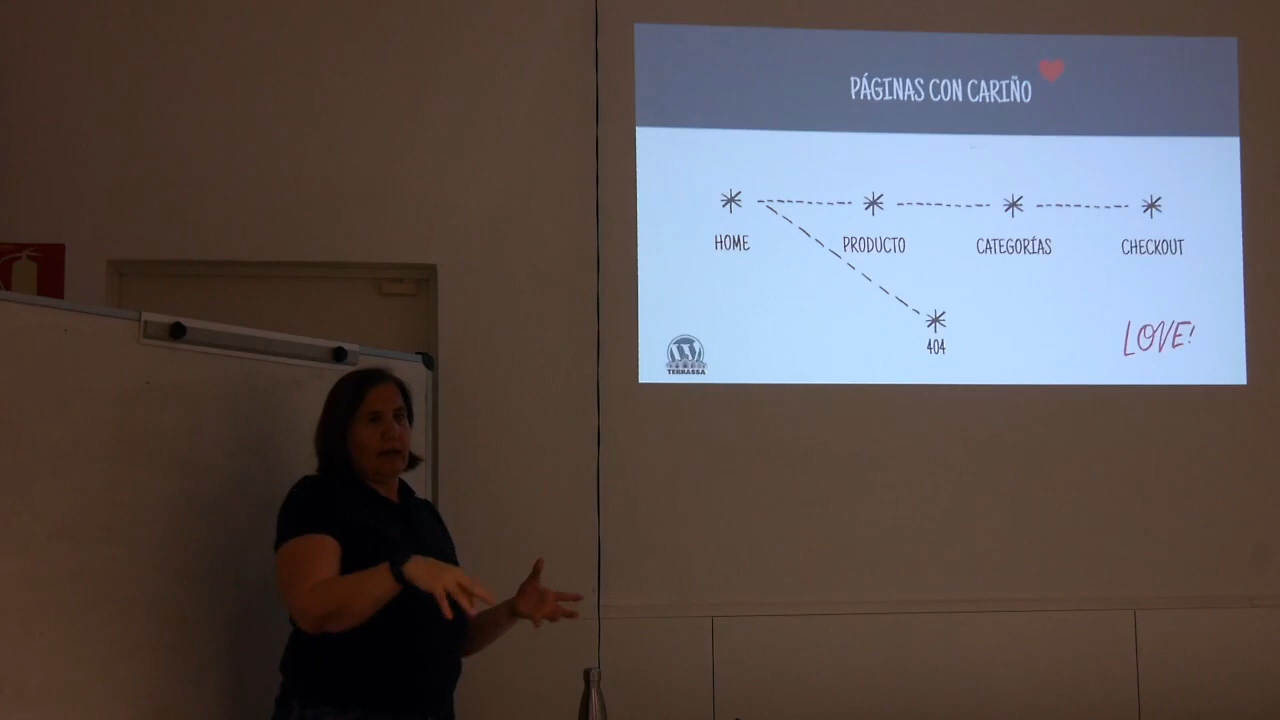 PÁGINAS CON CARIÑO
HOME
PRODUCTO
CATEGORÍAS
CHECKOUT
404
LOVE!
TERRASSA